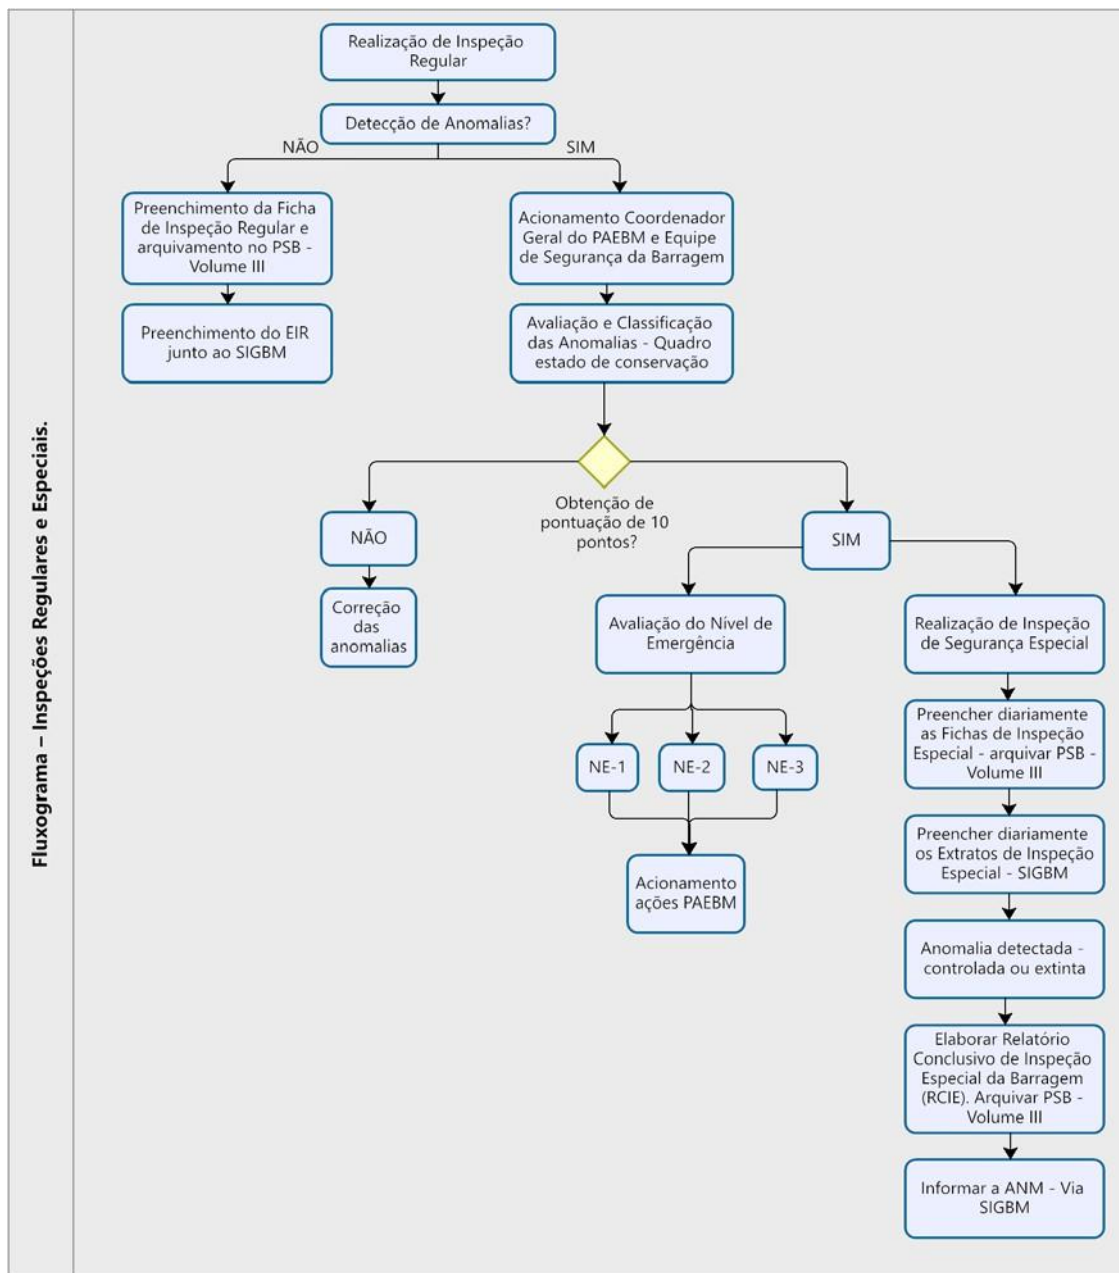 Fluxograma – Inspeções Regulares e Especiais.
Realização de Inspeção
Regular
Detecção de Anomalias?
NÃO
SIM
Preenchimento da Ficha
de Inspeção Regular e
arquivamento no PSB -
Volume III
Acionamento Coordenador
Geral do PAEBM e Equipe
de Segurança da Barragem
Preenchimento do EIR
junto ao SIGBM
Avaliação e Classificação
das Anomalias - Quadro
estado de conservação
Obtenção de
pontuação de 10
pontos?
NÃO
SIM
Correção
das
anomalias
Avaliação do Nível de
Emergência
Realização de Inspeção
de Segurança Especial
NE-1
NE-2
NE-3
Acionamento
ações PAEBM
Preencher diariamente
as Fichas de Inspeção
Especial - arquivar PSB -
Volume III
Preencher diariamente
os Extratos de Inspeção
Especial - SIGBM
Anomalia detectada -
controlada ou extinta
Elaborar Relatório
Conclusivo de Inspeção
Especial da Barragem
(RCIE). Arquivar PSB -
Volume III
Informar a ANM - Via
SIGBM